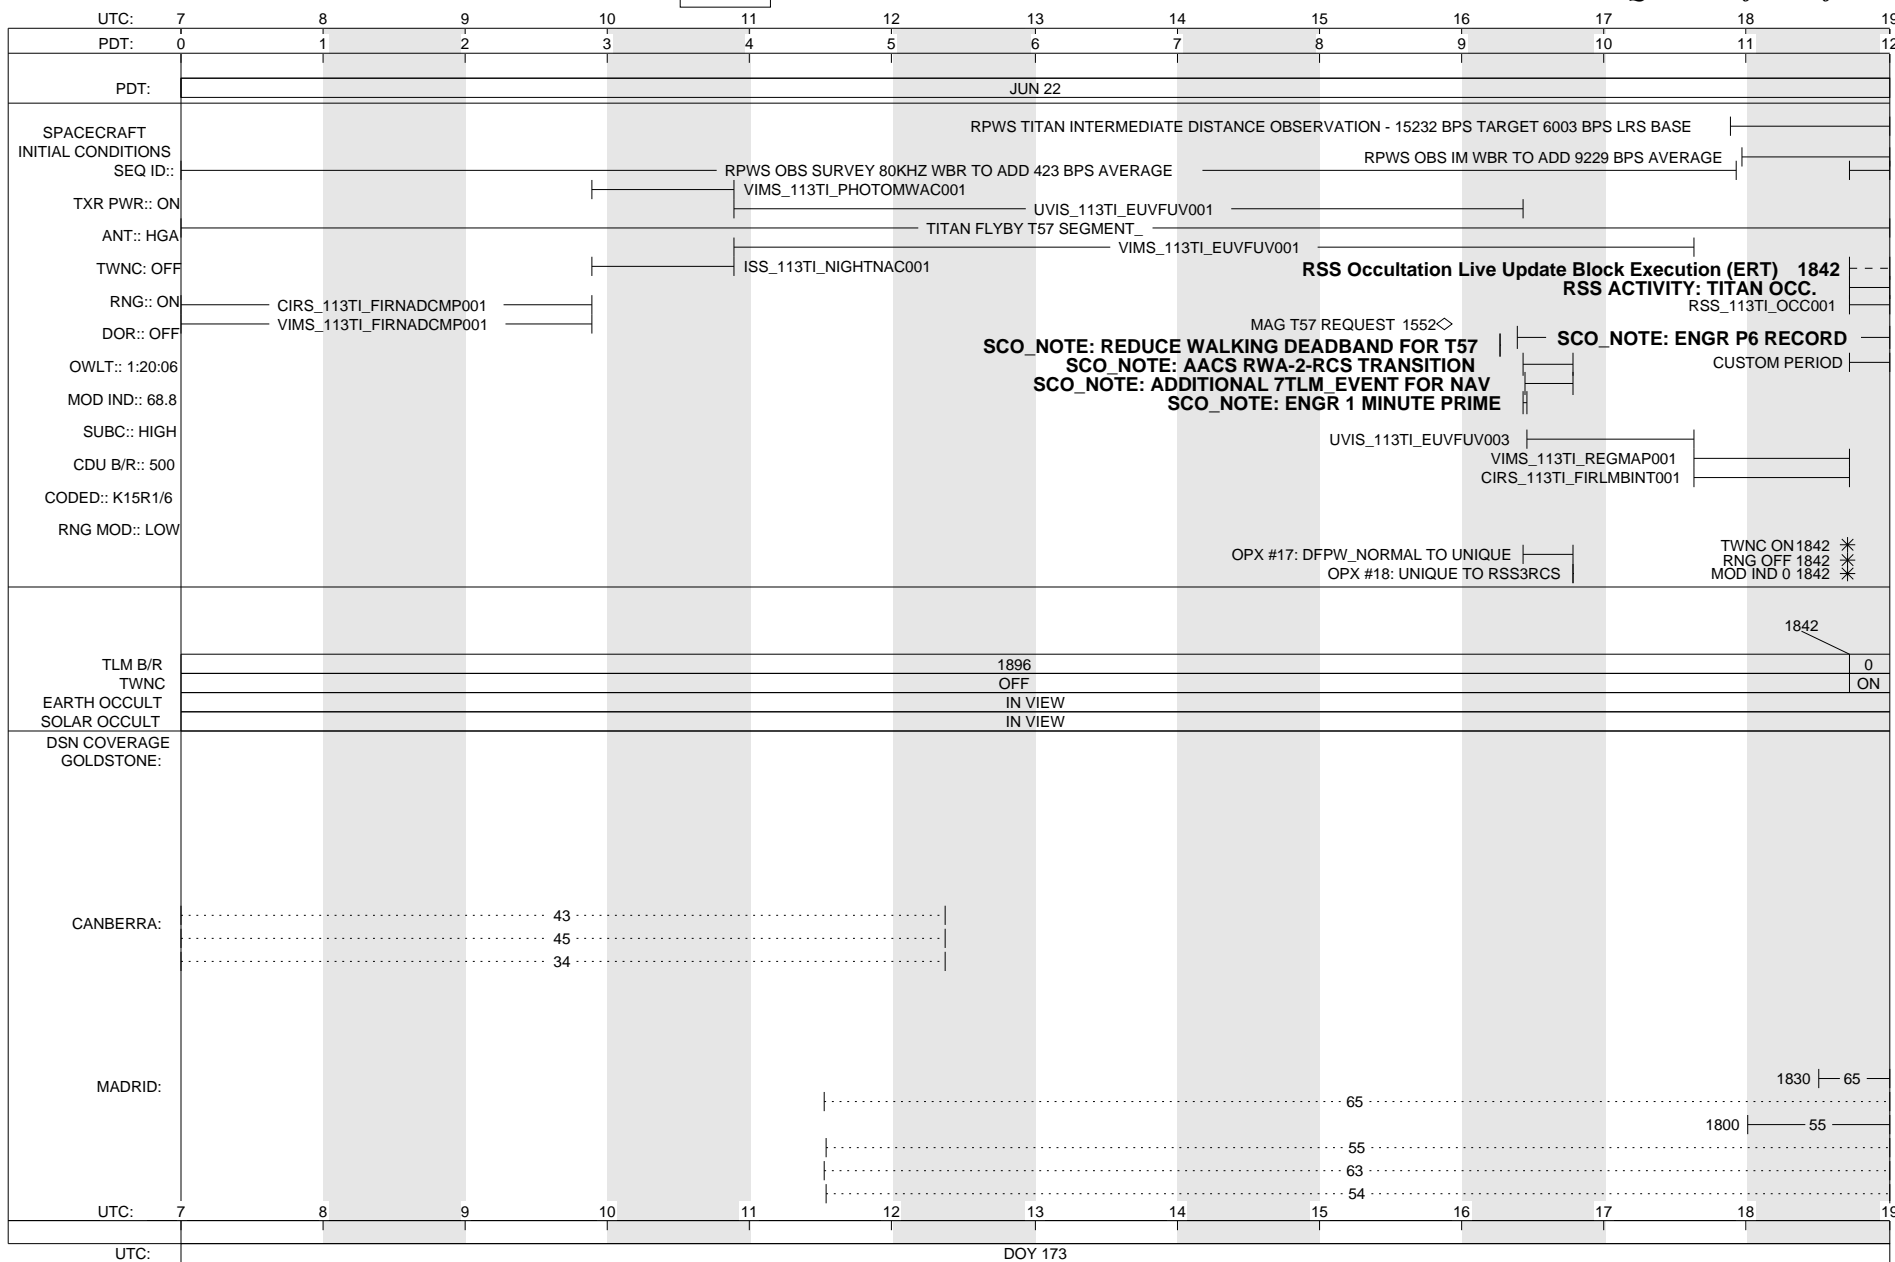 UTC: 7 8 9 10 11 12 13 14 15 16 17 18 19
PDT: 0 1 2 3 4 5 6 7 8 9 10 11 12
PDT: JUN 22
SPACECRAFT
INITIAL CONDITIONS
RPWS TITAN INTERMEDIATE DISTANCE OBSERVATION - 15232 BPS TARGET 6003 BPS LRS BASE
RPWS OBS IM WBR TO ADD 9229 BPS AVERAGE
SEQ ID:: RPWS OBS SURVEY 80KHZ WBR TO ADD 423 BPS AVERAGE
VIMS_113TI_PHOTOMWAC001
TXR PWR:: ON
UVIS_113TI_EUVFUV001
TITAN FLYBY T57 SEGMENT_
ANT:: HGA
VIMS_113TI_EUVFUV001
TWNC: OFF
ISS_113TI_NIGHTNAC001
RSS Occultation Live Update Block Execution (ERT) 1842
RSS ACTIVITY: TITAN OCC.
RNG:: ON
CIRS_113TI_FIRNADCMP001
RSS_113TI_OCC001
VIMS_113TI_FIRNADCMP001
MAG T57 REQUEST 1552
DOR:: OFF
SCO_NOTE: ENGR P6 RECORD
SCO_NOTE: REDUCE WALKING DEADBAND FOR T57
OWLT:: 1:20:06
SCO_NOTE: AACS RWA-2-RCS TRANSITION
CUSTOM PERIOD
SCO_NOTE: ADDITIONAL 7TLM_EVENT FOR NAV
MOD IND:: 68.8
SCO_NOTE: ENGR 1 MINUTE PRIME
SUBC:: HIGH
UVIS_113TI_EUVFUV003
CDU B/R:: 500
VIMS_113TI_REGMAP001
CIRS_113TI_FIRLMBINT001
CODED:: K15R1/6
RNG MOD:: LOW
TWNC ON 1842
OPX #17: DFPW_NORMAL TO UNIQUE
RNG OFF 1842
OPX #18: UNIQUE TO RSS3RCS
MOD IND 0 1842
1842
TLM B/R 1896 0
TWNC OFF ON
EARTH OCCULT IN VIEW
SOLAR OCCULT IN VIEW
DSN COVERAGE
GOLDSTONE:
CANBERRA: 43
45
34
MADRID: 1830 65
65
1800 55
55
63
54
UTC: 7 8 9 10 11 12 13 14 15 16 17 18 19
UTC: DOY 173